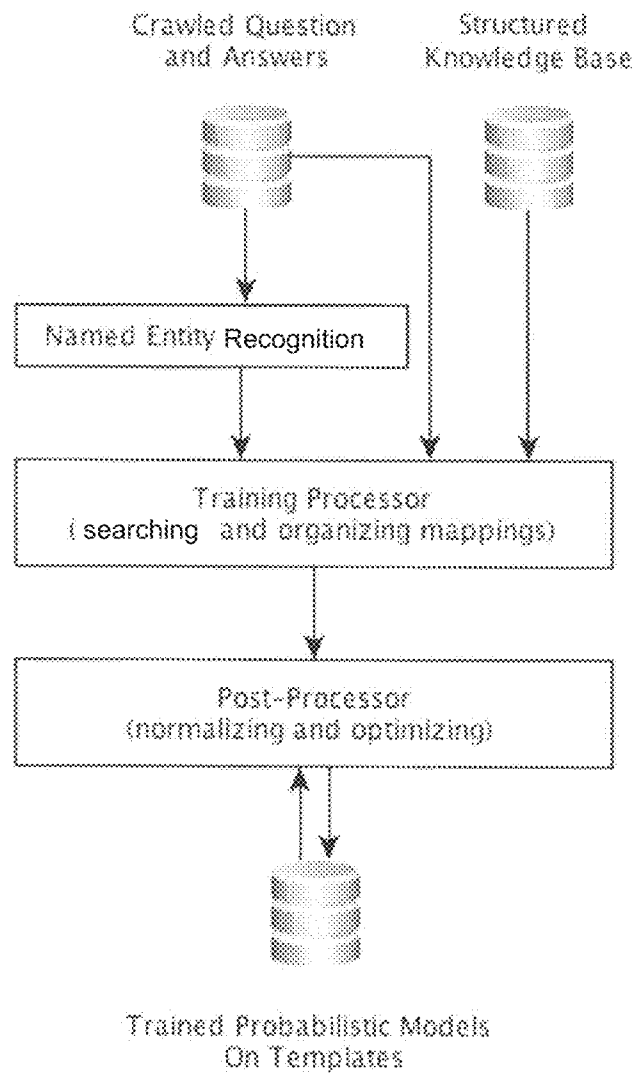 Crawled Question
and Answers
Structured
Knowledge Base
Named Entity Recognition
Training Processor
( searching and organizing mappings)
Post-Processor
(normalizing and optimizing)
Trained Probabilistic Models
On Templates